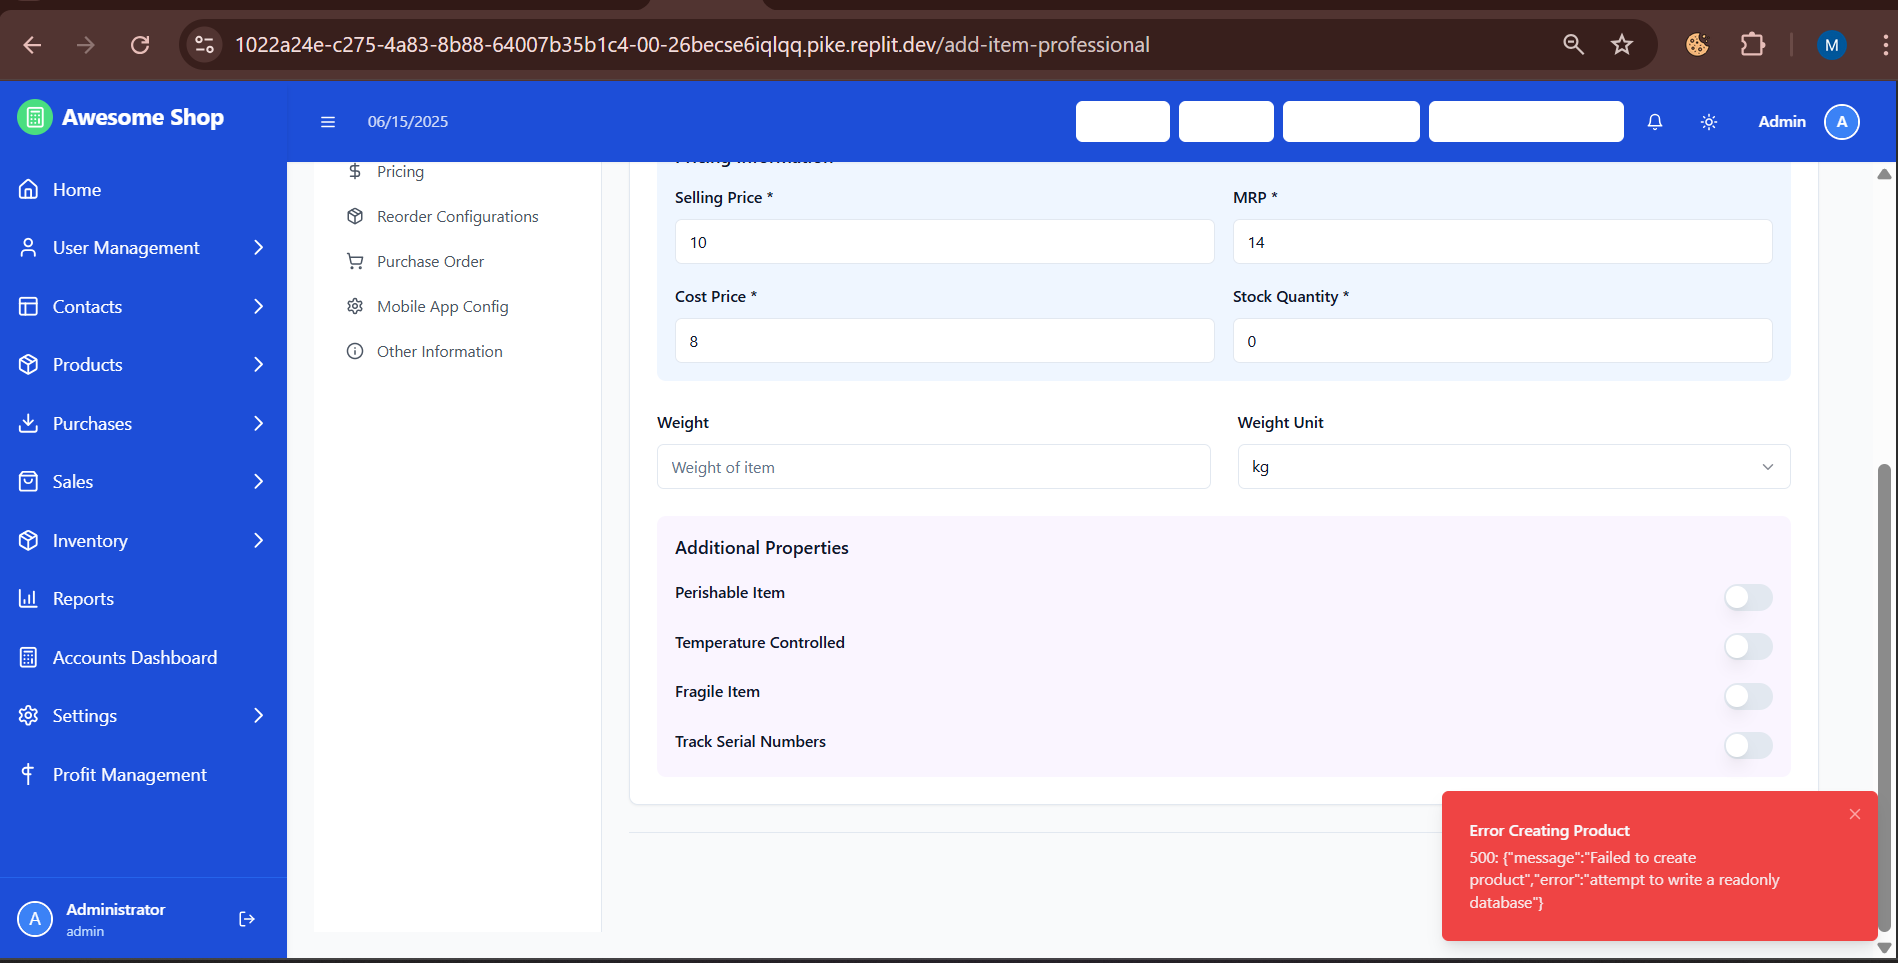 1022a24e-c275-4a83-8b88-64007b35b1c4-00-26becse6iqlqq.pike.replit.dev/add-item-professional
M
Awesome Shop
06/15/2025
Admin
A
Home
User Management
Contacts
Products
Purchases
Sales
Inventory
Reports
Accounts Dashboard
Settings
Profit Management
A
Administrator
admin
Pricing
Reorder Configurations
Purchase Order
Mobile App Config
Other Information
Pricing Information
Selling Price *
MRP *
10
14
Cost Price *
Stock Quantity *
8
0
Weight
Weight Unit
Weight of item
kg
Additional Properties
Perishable Item
Temperature Controlled
Fragile Item
Track Serial Numbers
Error Creating Product
500: {"message":"Failed to create
product","error":"attempt to write a readonly
database"}